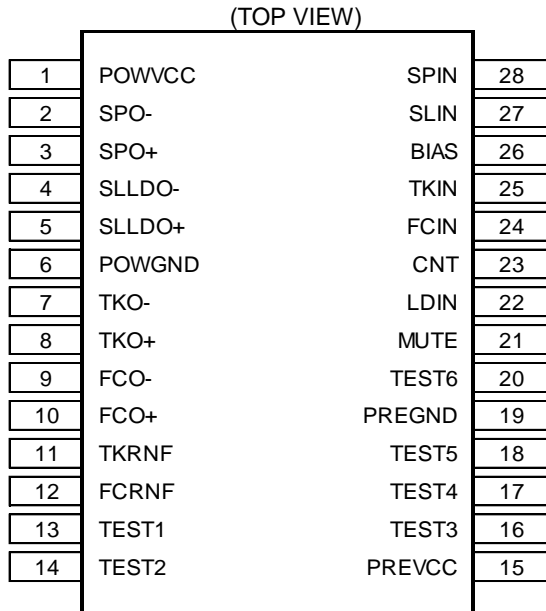 (TOP VIEW)
1 POWVCC SPIN 28
2 SPO- SLIN 27
3 SPO+ BIAS 26
4 SLLDO- TKIN 25
5 SLLDO+ FCIN 24
6 POWGND CNT 23
7 TKO- LDIN 22
8 TKO+ MUTE 21
9 FCO- TEST6 20
10 FCO+ PREGND 19
11 TKRNF TEST5 18
12 FCRNF TEST4 17
13 TEST1 TEST3 16
14 TEST2 PREVCC 15